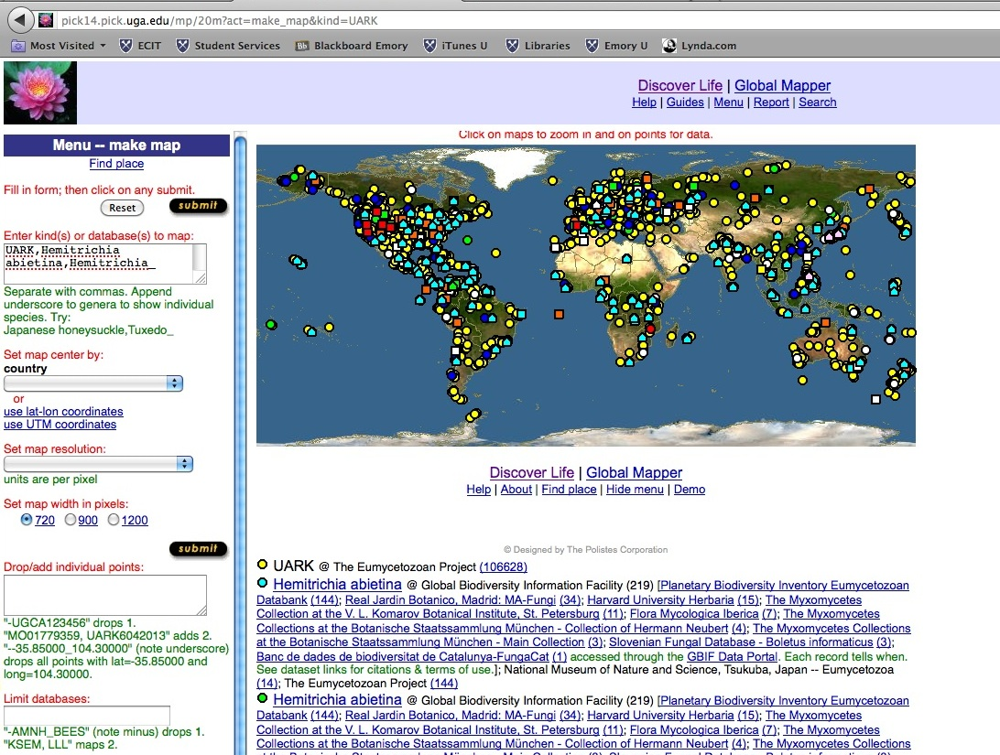 pick14.pick.uga.edu/mp/20m?act=make_map&kind=UARK
Most Visited ECIT Student Services Bb Blackboard Emory iTunes U Libraries Emory U Lynda.com
Discover Life | Global Mapper
Help | Guides | Menu | Report | Search
Menu -- make map
Find place
Fill in form; then click on any submit.
Reset submit
Enter kind(s) or database(s) to map:
UARK,Hemitrichia
abietina,Hemitrichia_
Separate with commas. Append
underscore to genera to show individual
species. Try:
Japanese honeysuckle,Tuxedo_
Set map center by:
country
or
use lat-lon coordinates
use UTM coordinates
Set map resolution:
units are per pixel
Set map width in pixels:
720 900 1200
submit
Drop/add individual points:
"-UGCA123456" drops 1.
"MO01779359, UARK6042013" adds 2.
"--35.85000_104.30000" (note underscore)
drops all points with lat=-35.85000 and
long=104.30000.
Limit databases:
"-AMNH_BEES" (note minus) drops 1.
"KSEM, LLL" maps 2.
Click on maps to zoom in and on points for data.
Discover Life | Global Mapper
Help | About | Find place | Hide menu | Demo
© Designed by The Polistes Corporation
UARK @ The Eumycetozoan Project (106628)
Hemitrichia abietina @ Global Biodiversity Information Facility (219) [Planetary Biodiversity Inventory Eumycetozoan
Databank (144); Real Jardin Botanico, Madrid: MA-Fungi (34); Harvard University Herbaria (15); The Myxomycetes
Collection at the V. L. Komarov Botanical Institute, St. Petersburg (11); Flora Mycologica Iberica (7); The Myxomycetes
Collections at the Botanische Staatssammlung München - Collection of Hermann Neubert (4); The Myxomycetes Collections
at the Botanische Staatssammlung München - Main Collection (3); Slovenian Fungal Database - Boletus informaticus (3);
Banc de dades de biodiversitat de Catalunya-FungaCat (1) accessed through the GBIF Data Portal. Each record tells when.
See dataset links for citations & terms of use.]; National Museum of Nature and Science, Tsukuba, Japan -- Eumycetozoa
(14); The Eumycetozoan Project (144)
Hemitrichia abietina @ Global Biodiversity Information Facility (219) [Planetary Biodiversity Inventory Eumycetozoan
Databank (144); Real Jardin Botanico, Madrid: MA-Fungi (34); Harvard University Herbaria (15); The Myxomycetes
Collection at the V. L. Komarov Botanical Institute, St. Petersburg (11); Flora Mycologica Iberica (7); The Myxomycetes
Collections at the Botanische Staatssammlung München - Collection of Hermann Neubert (4); The Myxomycetes Collections